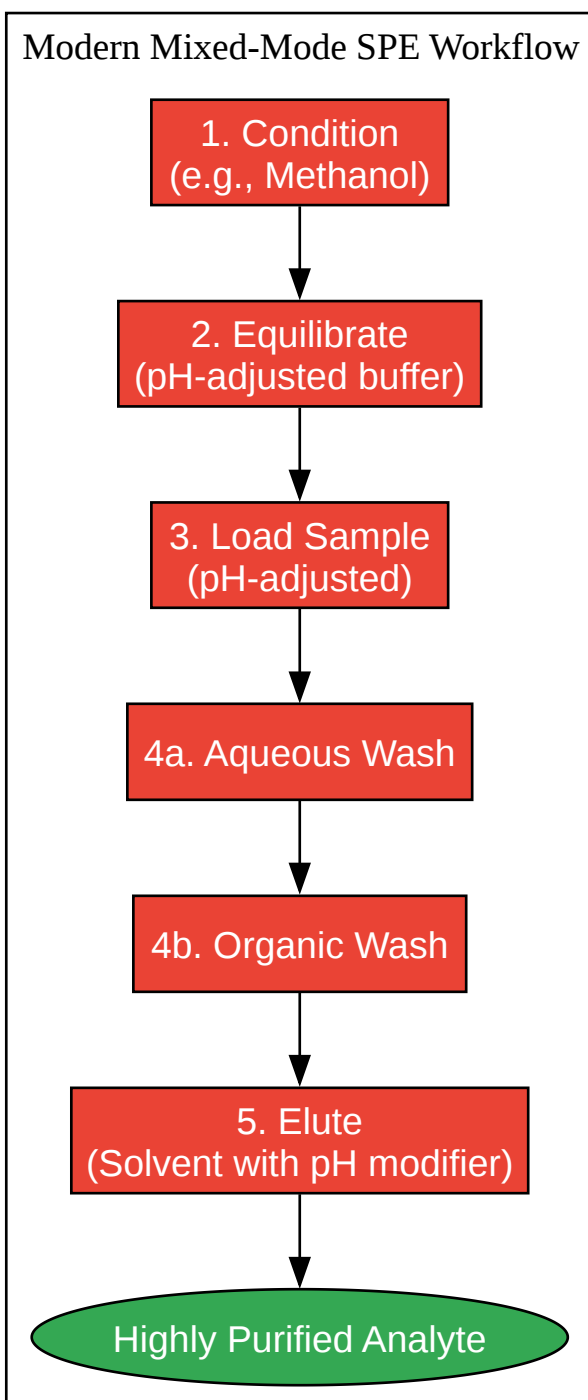 Modern Mixed-Mode SPE Workflow
1. Condition
(e.g., Methanol)
2. Equilibrate
(pH-adjusted buffer)
3. Load Sample
(pH-adjusted)
4a. Aqueous Wash
4b. Organic Wash
5. Elute
(Solvent with pH modifier)
Highly Purified Analyte